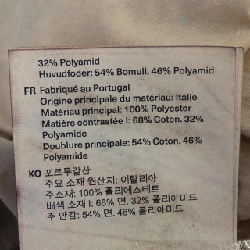 32% Polyamid
Huvudfoder: 54% Bomull. 46% Polyamid
FR Fabriqué au Portugal
Origine principale du matériau: Italie
Matériau principal: 100% Polyester
Matière contrastée I: 68% Coton. 32%
Polyamide
Doublure principale: 54% Coton. 46%
Polyamide
KO 포르투갈산
주요 소재 원산지: 이탈리아
주소재: 100% 폴리에스테르
배색 소재 I: 68% 면. 32% 폴리아미드
주 안감: 54% 면. 46% 폴리아미드